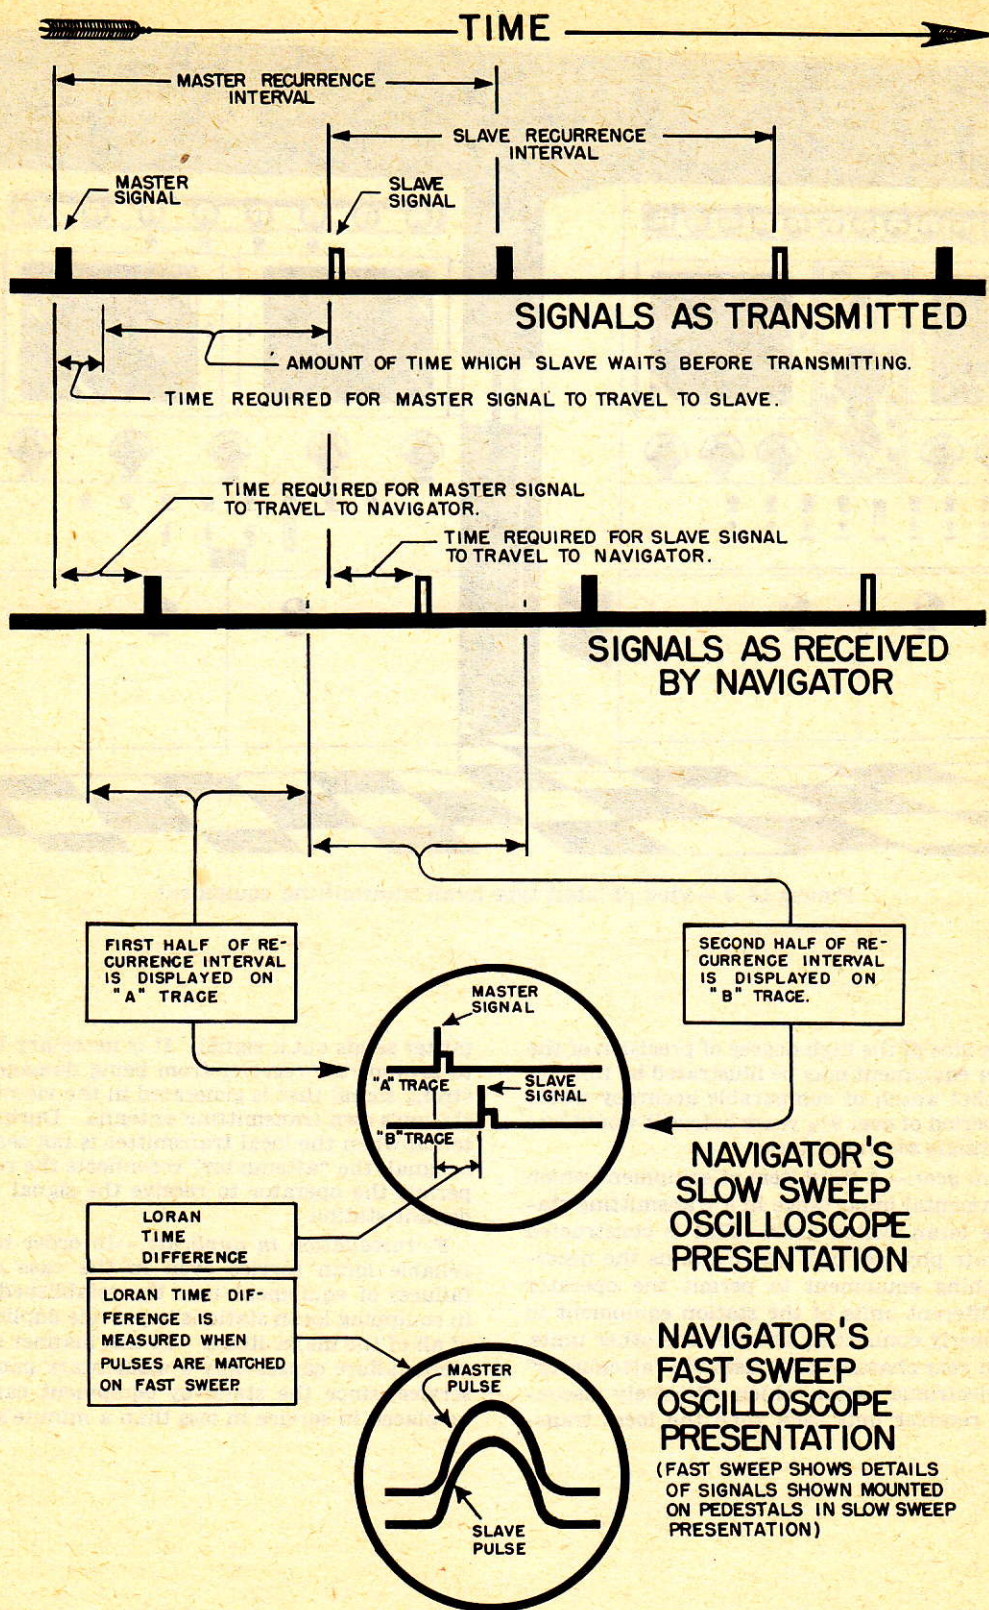 TIME
MASTER RECURRENCE
INTERVAL
SLAVE RECURRENCE
INTERVAL
MASTER
SIGNAL
SLAVE
SIGNAL
SIGNALS AS TRANSMITTED
AMOUNT OF TIME WHICH SLAVE WAITS BEFORE TRANSMITTING.
TIME REQUIRED FOR MASTER SIGNAL TO TRAVEL TO SLAVE.
TIME REQUIRED FOR MASTER SIGNAL
TO TRAVEL TO NAVIGATOR.
TIME REQUIRED FOR SLAVE SIGNAL
TO TRAVEL TO NAVIGATOR.
SIGNALS AS RECEIVED
BY NAVIGATOR
FIRST HALF OF RE-
CURRENCE INTERVAL
IS DISPLAYED ON
"A" TRACE
SECOND HALF OF RE-
CURRENCE INTERVAL
IS DISPLAYED ON
"B" TRACE.
MASTER
SIGNAL
"A" TRACE
SLAVE
SIGNAL
"B" TRACE
NAVIGATOR'S
SLOW SWEEP
OSCILLOSCOPE
PRESENTATION
LORAN
TIME
DIFFERENCE
LORAN TIME DIF-
FERENCE IS
MEASURED WHEN
PULSES ARE MATCHED
ON FAST SWEEP.
MASTER
PULSE
SLAVE
PULSE
NAVIGATOR'S
FAST SWEEP
OSCILLOSCOPE
PRESENTATION
(FAST SWEEP SHOWS DETAILS
OF SIGNALS SHOWN MOUNTED
ON PEDESTALS IN SLOW SWEEP
PRESENTATION)